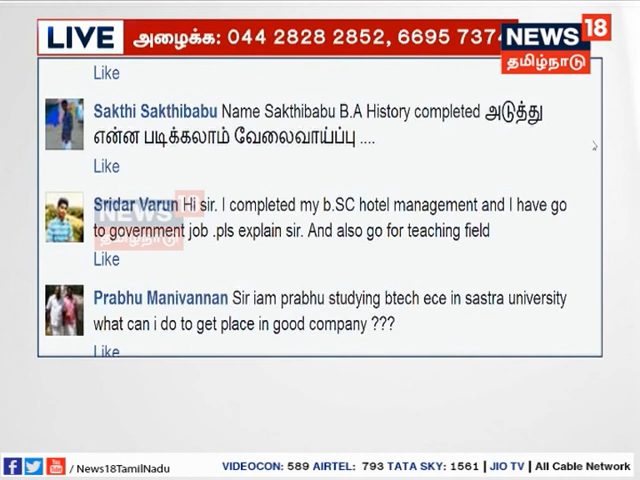 LIVE அழைக்க: 044 2828 2852, 6695 7374
NEWS 18
தமிழ்நாடு
Like
Sakthi Sakthibabu Name Sakthibabu B.A History completed அடுத்து
என்ன படிக்கலாம் வேலைவாய்ப்பு ....
Like
Sridar Varun Hi sir. I completed my b.SC hotel management and I have go
to government job .pls explain sir. And also go for teaching field
NEWS 18
தமிழ்நாடு
Like
Prabhu Manivannan Sir iam prabhu studying btech ece in sastra university
what can i do to get place in good company ???
Like
/ News18TamilNadu VIDEOCON: 589 AIRTEL: 793 TATA SKY: 1561 | JIO TV | All Cable Network